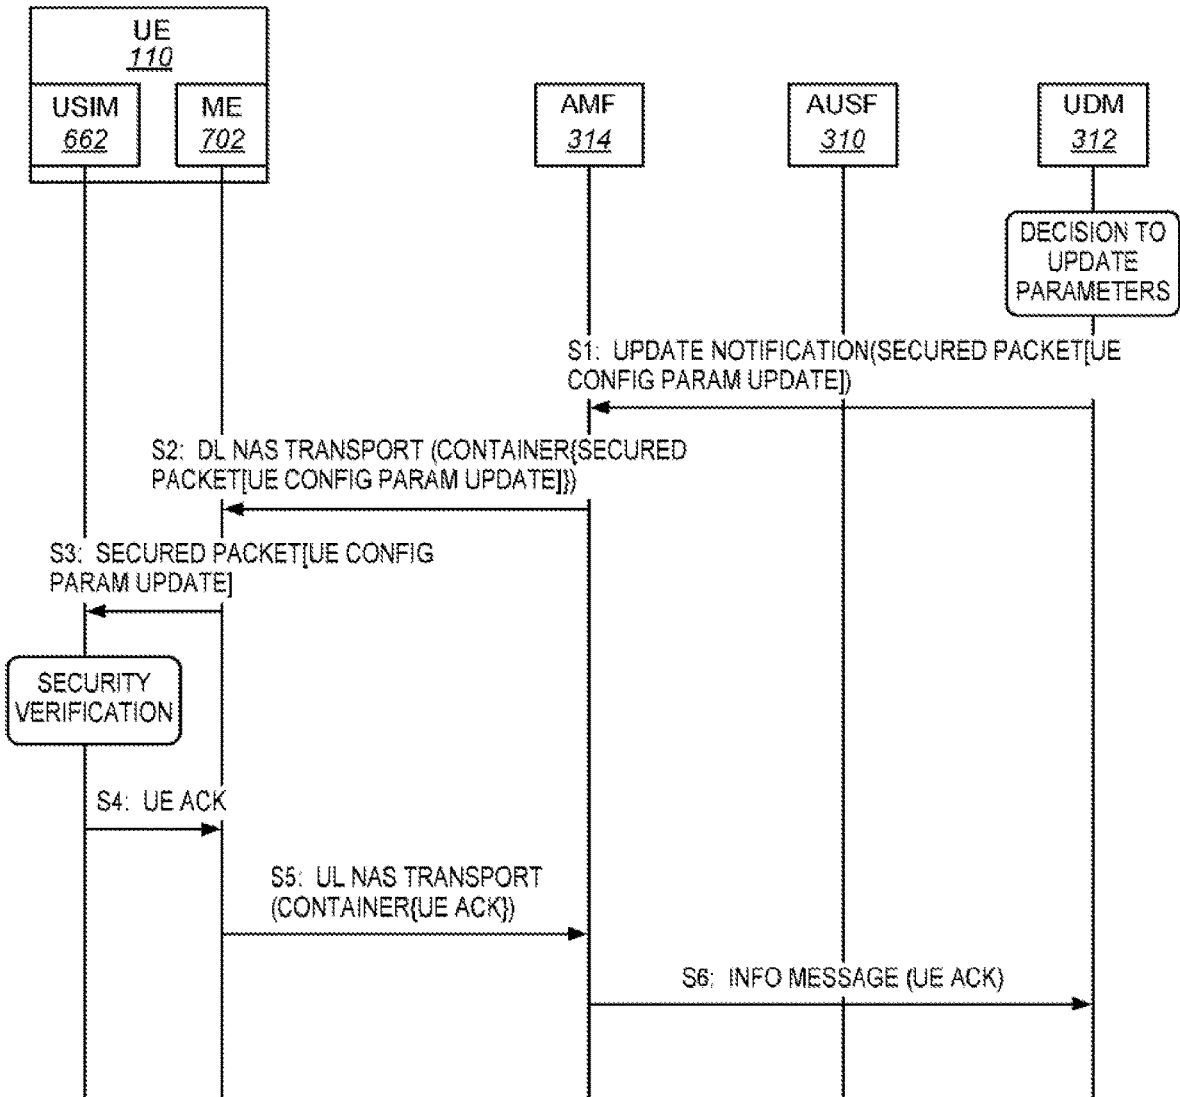 UE
110
USIM
662
ME
702
AMF
314
AUSF
310
UDM
312
DECISION TO
UPDATE
PARAMETERS
S1: UPDATE NOTIFICATION(SECURED PACKET[UE
CONFIG PARAM UPDATE])
S2: DL NAS TRANSPORT (CONTAINER{SECURED
PACKET[UE CONFIG PARAM UPDATE]})
S3: SECURED PACKET[UE CONFIG
PARAM UPDATE]
SECURITY
VERIFICATION
S4: UE ACK
S5: UL NAS TRANSPORT
(CONTAINER{UE ACK})
S6: INFO MESSAGE (UE ACK)